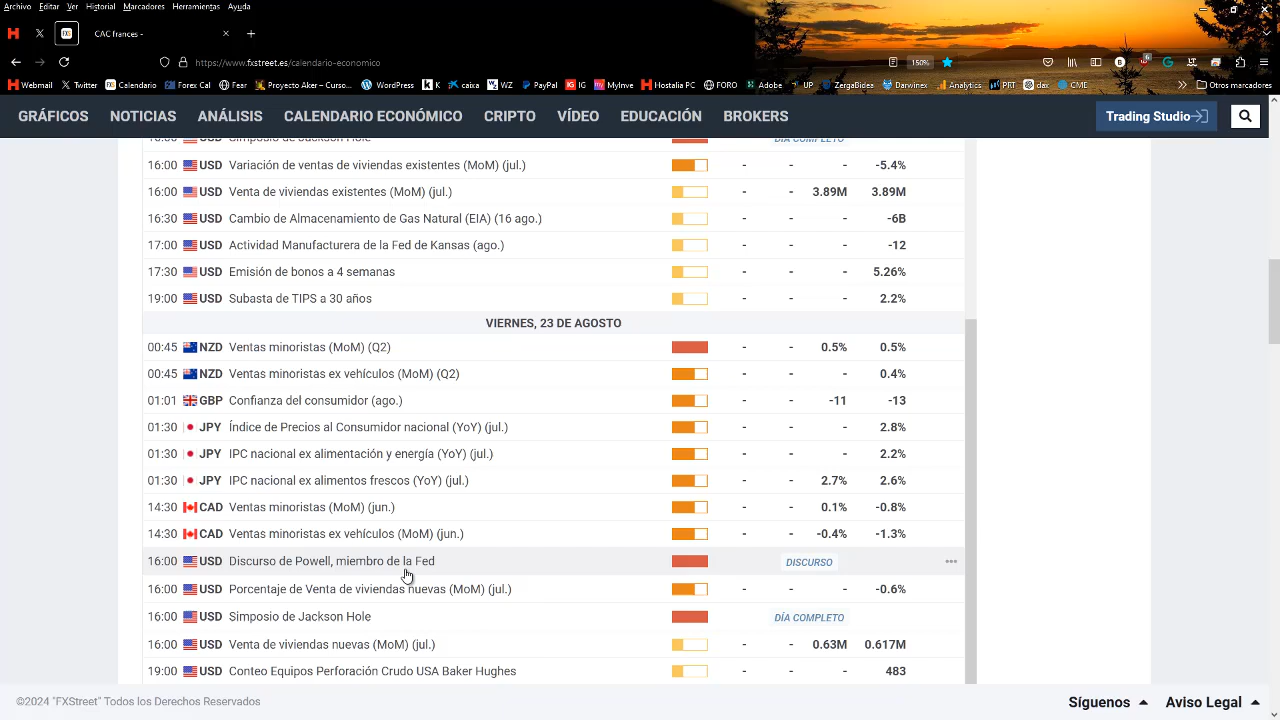 Archivo Editar Ver Historial Marcadores Herramientas Ayuda
CAC frances -
https://www.fxstreet.es/calendario-economico
150%
Webmail Twitter Calendario Forex Cal Fear Proyecto Aker – Curio... WordPress K caixa WZ PayPal IG MyInve Hostalia PC FORO Adobe UP ZergaBidea Darwinex Analytics PRT dax CME Otros marcadores
GRÁFICOS NOTICIAS ANÁLISIS CALENDARIO ECONÓMICO CRIPTO VÍDEO EDUCACIÓN BROKERS Trading Studio
16:00 USD Simposio de Jackson Hole DÍA COMPLETO
16:00 USD Variación de ventas de viviendas existentes (MoM) (jul.) - - - -5.4%
16:00 USD Venta de viviendas existentes (MoM) (jul.) - - 3.89M 3.89M
16:30 USD Cambio de Almacenamiento de Gas Natural (EIA) (16 ago.) - - - -6B
17:00 USD Actividad Manufacturera de la Fed de Kansas (ago.) - - - -12
17:30 USD Emisión de bonos a 4 semanas - - - 5.26%
19:00 USD Subasta de TIPS a 30 años - - - 2.2%
VIERNES, 23 DE AGOSTO
00:45 NZD Ventas minoristas (MoM) (Q2) - - 0.5% 0.5%
00:45 NZD Ventas minoristas ex vehículos (MoM) (Q2) - - - 0.4%
01:01 GBP Confianza del consumidor (ago.) - - -11 -13
01:30 JPY Índice de Precios al Consumidor nacional (YoY) (jul.) - - - 2.8%
01:30 JPY IPC nacional ex alimentación y energía (YoY) (jul.) - - - 2.2%
01:30 JPY IPC nacional ex alimentos frescos (YoY) (jul.) - - 2.7% 2.6%
14:30 CAD Ventas minoristas (MoM) (jun.) - - 0.1% -0.8%
14:30 CAD Ventas minoristas ex vehículos (MoM) (jun.) - - -0.4% -1.3%
16:00 USD Discurso de Powell, miembro de la Fed DISCURSO
16:00 USD Porcentaje de Venta de viviendas nuevas (MoM) (jul.) - - - -0.6%
16:00 USD Simposio de Jackson Hole DÍA COMPLETO
16:00 USD Venta de viviendas nuevas (MoM) (jul.) - - 0.63M 0.617M
19:00 USD Conteo Equipos Perforación Crudo USA Baker Hughes - - - 483
©2024 "FXStreet" Todos los Derechos Reservados
Síguenos Aviso Legal